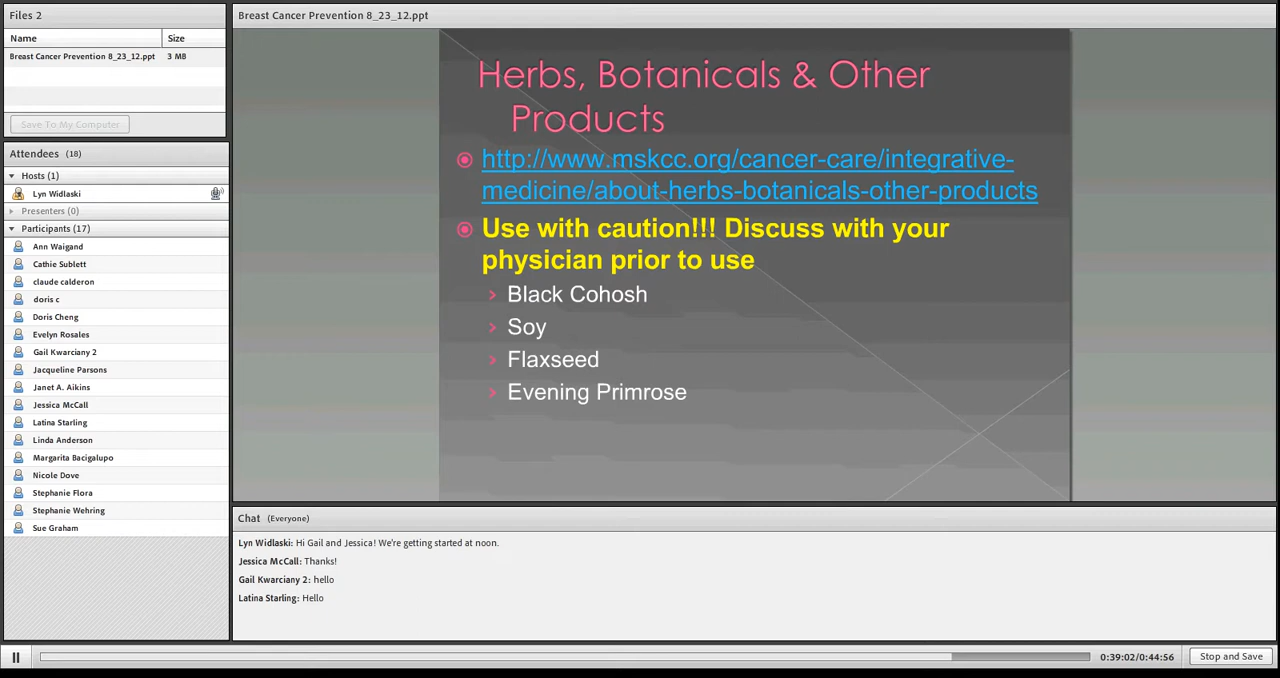 Files 2
Name Size
Breast Cancer Prevention 8_23_12.ppt 3 MB
Save To My Computer
Attendees (18)
Hosts (1)
Lyn Widlaski
Presenters (0)
Participants (17)
Ann Waigand
Cathie Sublett
claude calderon
doris c
Doris Cheng
Evelyn Rosales
Gail Kwarciany 2
Jacqueline Parsons
Janet A. Aikins
Jessica McCall
Latina Starling
Linda Anderson
Margarita Bacigalupo
Nicole Dove
Stephanie Flora
Stephanie Wehring
Sue Graham
Breast Cancer Prevention 8_23_12.ppt
Herbs, Botanicals & Other
Products
http://www.mskcc.org/cancer-care/integrative-
medicine/about-herbs-botanicals-other-products
Use with caution!!! Discuss with your
physician prior to use
Black Cohosh
Soy
Flaxseed
Evening Primrose
Chat (Everyone)
Lyn Widlaski: Hi Gail and Jessica! We're getting started at noon.
Jessica McCall: Thanks!
Gail Kwarciany 2: hello
Latina Starling: Hello
0:39:02/0:44:56 Stop and Save